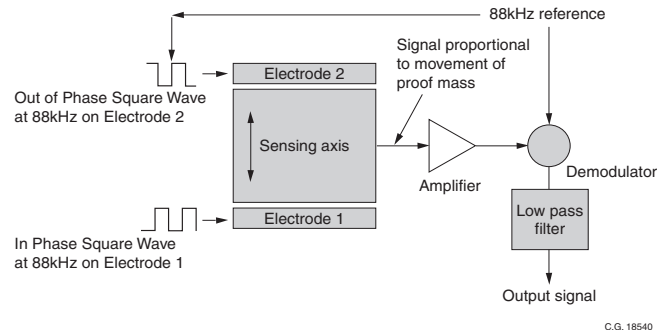 88kHz reference
Signal proportional
to movement of
proof mass
Electrode 2
Out of Phase Square Wave
at 88kHz on Electrode 2
Sensing axis
Amplifier
Demodulator
Electrode 1
Low pass
filter
In Phase Square Wave
at 88kHz on Electrode 1
Output signal
C.G. 18540